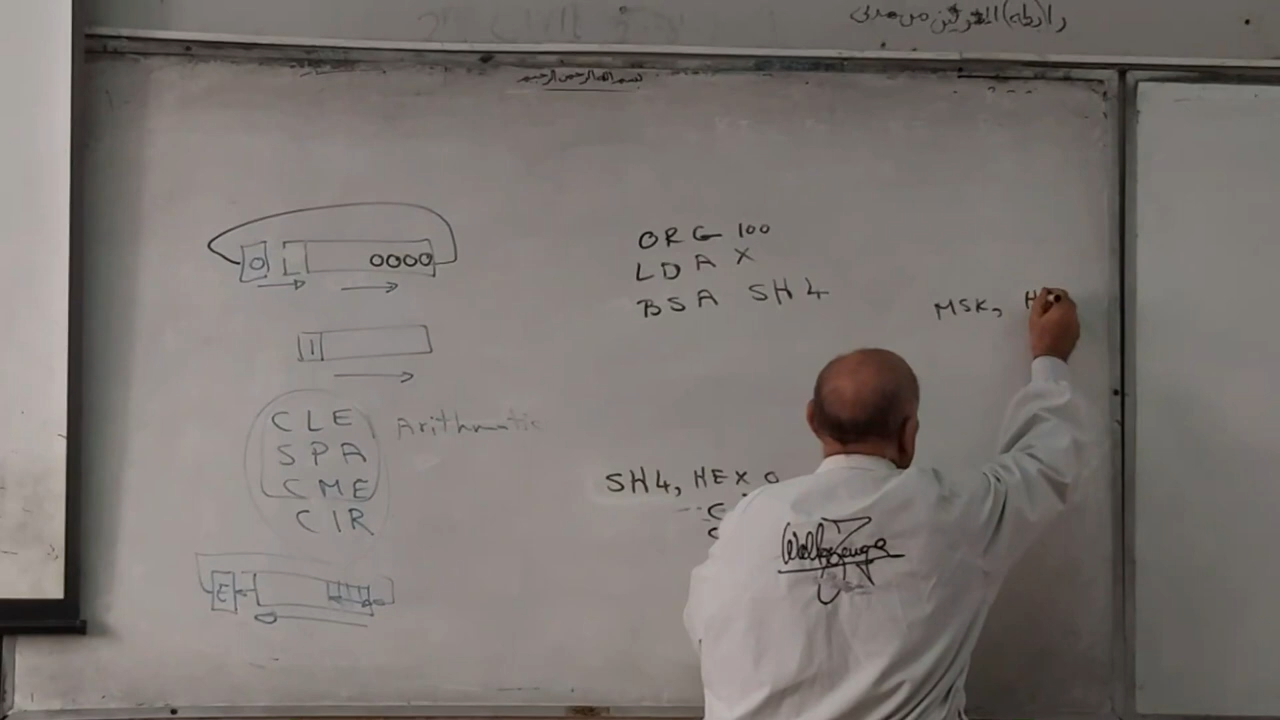 بسم الله الرحمن الرحيم
0 0000
ORG 100
LDA X
BSA SH4
MSK, H
1
CLE
Arithmatic
SPA
CME
CIR
SH4, HEX 0
C
C
E